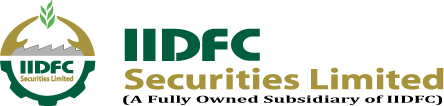 IIDFC
Securities Limited
IIDFC
Securities Limited
(A Fully Owned Subsidiary of IIDFC)